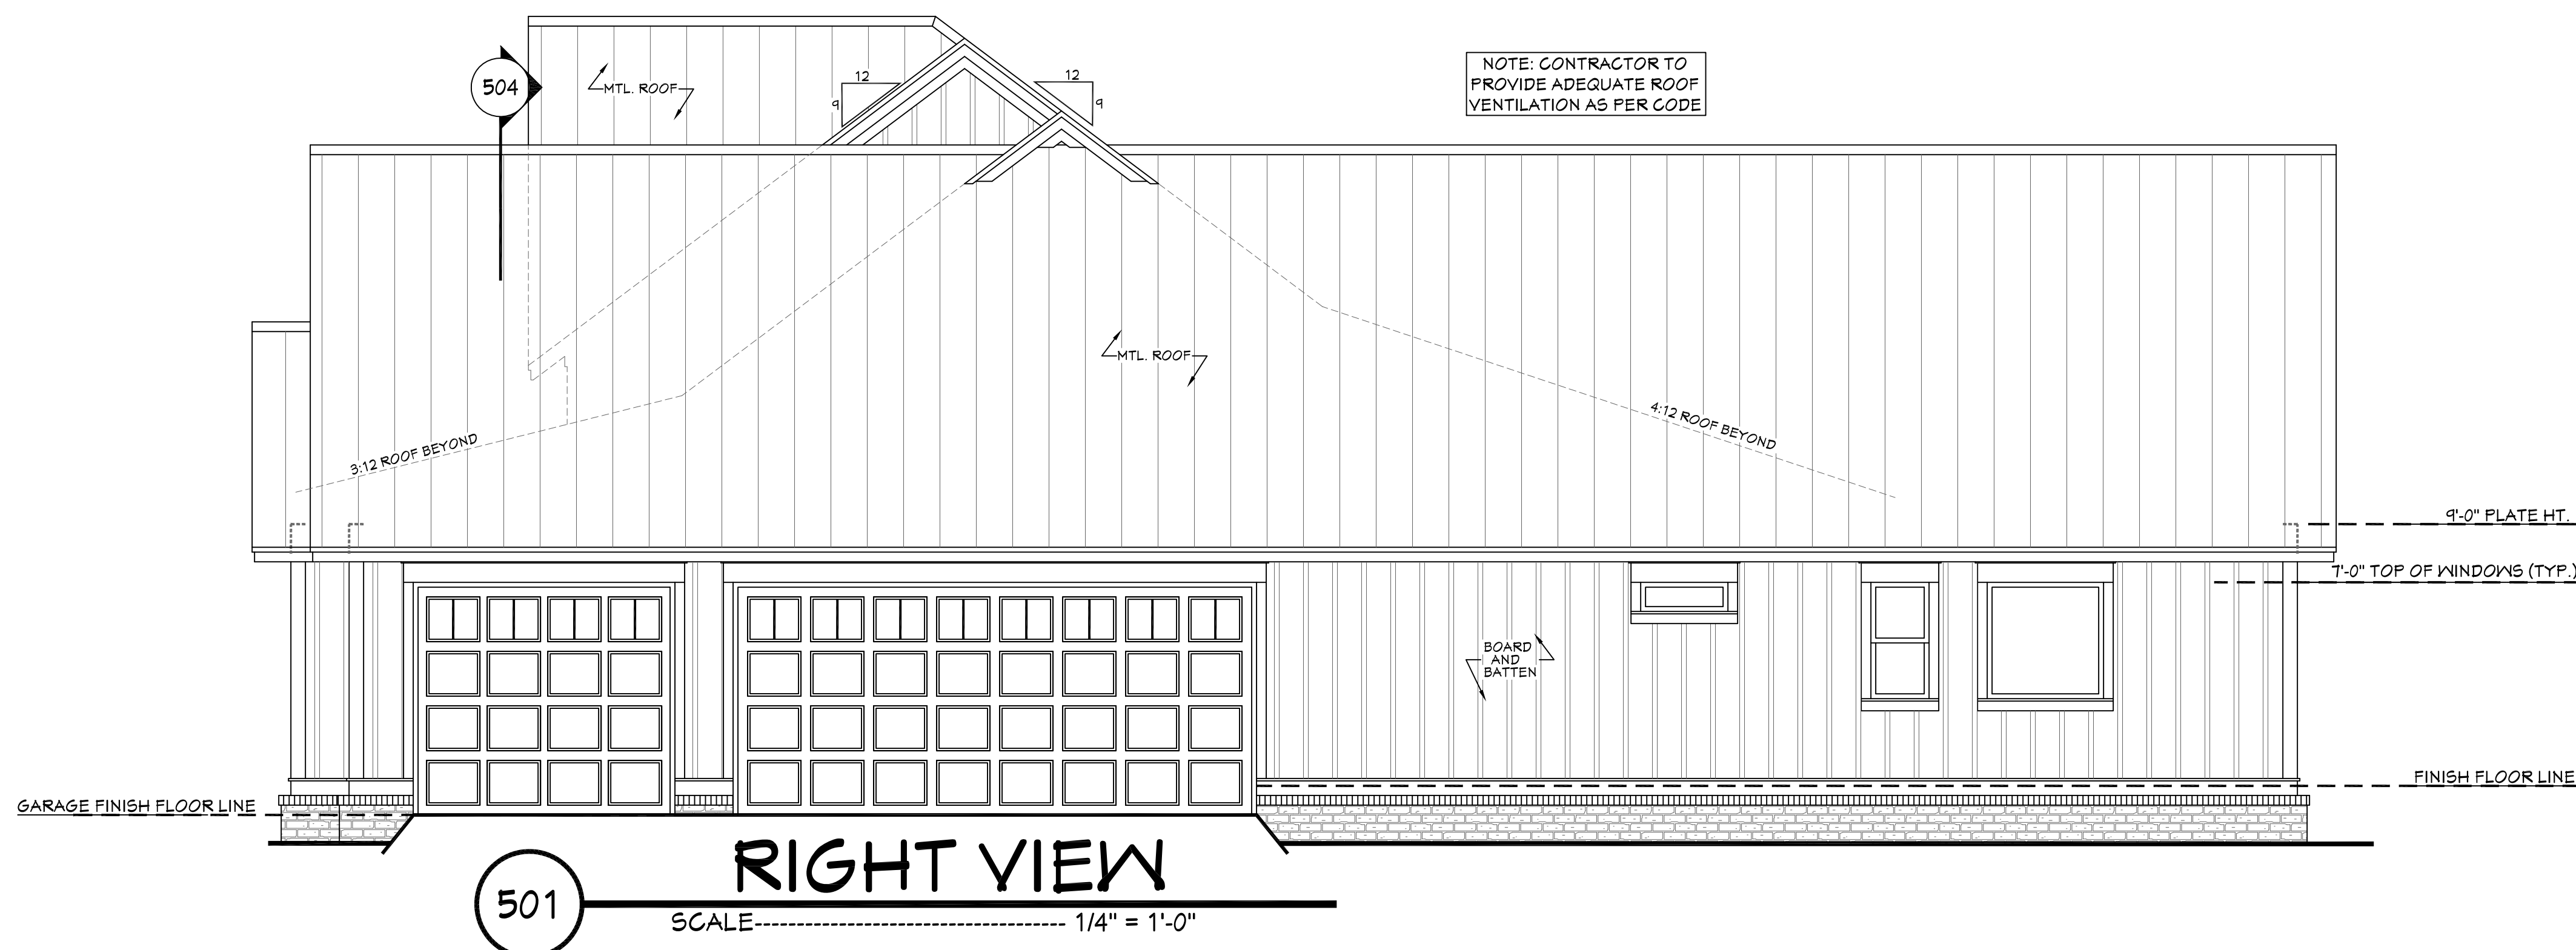 504
MTL. ROOF
12
9
12
9
NOTE: CONTRACTOR TO
PROVIDE ADEQUATE ROOF
VENTILATION AS PER CODE
MTL. ROOF
3:12 ROOF BEYOND
4:12 ROOF BEYOND
9'-0" PLATE HT.
7'-0" TOP OF WINDOWS (TYP.)
BOARD
AND
BATTEN
FINISH FLOOR LINE
GARAGE FINISH FLOOR LINE
RIGHT VIEW
501
SCALE------------------------------------- 1/4" = 1'-0"